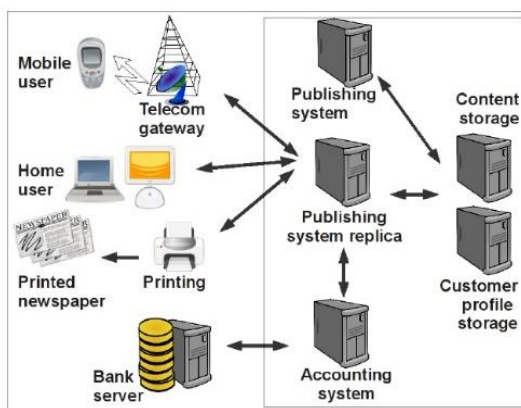 Mobile
user
Telecom
gateway
Publishing
system
Content
storage
Home
user
Publishing
system replica
NEWSPAPER
Printed
newspaper
Printing
Customer
profile
storage
Bank
server
Accounting
system